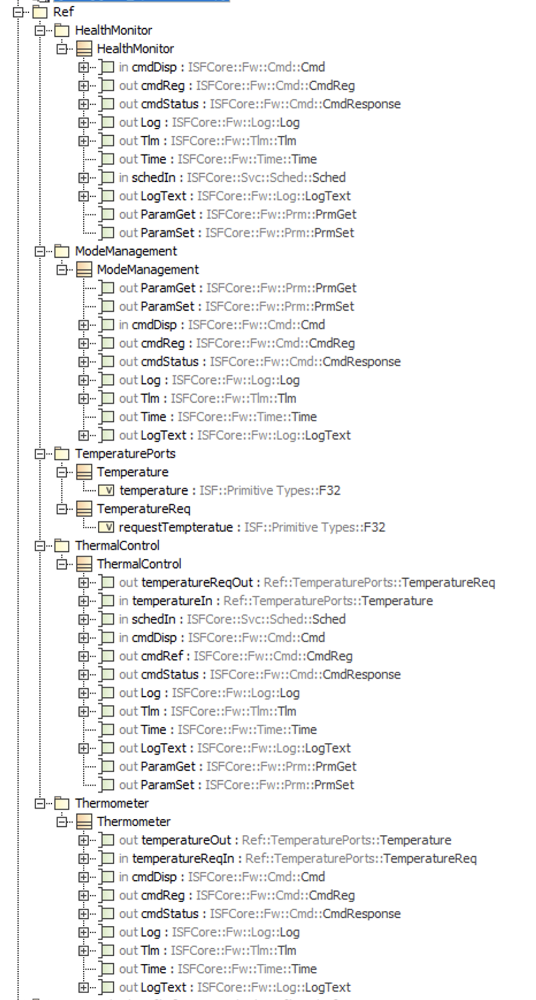 Ref
HealthMonitor
HealthMonitor
in cmdDisp : ISFCore::Fw::Cmd::Cmd
out cmdReg : ISFCore::Fw::Cmd::CmdReg
out cmdStatus : ISFCore::Fw::Cmd::CmdResponse
out Log : ISFCore::Fw::Log::Log
out Tlm : ISFCore::Fw::Tlm::Tlm
out Time : ISFCore::Fw::Time::Time
in schedIn : ISFCore::Svc::Sched::Sched
out LogText : ISFCore::Fw::Log::LogText
out ParamGet : ISFCore::Fw::Prm::PrmGet
out ParamSet : ISFCore::Fw::Prm::PrmSet
ModeManagement
ModeManagement
out ParamGet : ISFCore::Fw::Prm::PrmGet
out ParamSet : ISFCore::Fw::Prm::PrmSet
in cmdDisp : ISFCore::Fw::Cmd::Cmd
out cmdReg : ISFCore::Fw::Cmd::CmdReg
out cmdStatus : ISFCore::Fw::Cmd::CmdResponse
out Log : ISFCore::Fw::Log::Log
out Tlm : ISFCore::Fw::Tlm::Tlm
out Time : ISFCore::Fw::Time::Time
out LogText : ISFCore::Fw::Log::LogText
TemperaturePorts
Temperature
V temperature : ISF::Primitive Types::F32
TemperatureReq
V requestTempteratue : ISF::Primitive Types::F32
ThermalControl
ThermalControl
out temperatureReqOut : Ref::TemperaturePorts::TemperatureReq
in temperatureIn : Ref::TemperaturePorts::Temperature
in schedIn : ISFCore::Svc::Sched::Sched
in cmdDisp : ISFCore::Fw::Cmd::Cmd
out cmdRef : ISFCore::Fw::Cmd::CmdReg
out cmdStatus : ISFCore::Fw::Cmd::CmdResponse
out Log : ISFCore::Fw::Log::Log
out Tlm : ISFCore::Fw::Tlm::Tlm
out Time : ISFCore::Fw::Time::Time
out LogText : ISFCore::Fw::Log::LogText
out ParamGet : ISFCore::Fw::Prm::PrmGet
out ParamSet : ISFCore::Fw::Prm::PrmSet
Thermometer
Thermometer
out temperatureOut : Ref::TemperaturePorts::Temperature
in temperatureReqIn : Ref::TemperaturePorts::TemperatureReq
in cmdDisp : ISFCore::Fw::Cmd::Cmd
out cmdReg : ISFCore::Fw::Cmd::CmdReg
out cmdStatus : ISFCore::Fw::Cmd::CmdResponse
out Log : ISFCore::Fw::Log::Log
out Tlm : ISFCore::Fw::Tlm::Tlm
out Time : ISFCore::Fw::Time::Time
out LogText : ISFCore::Fw::Log::LogText